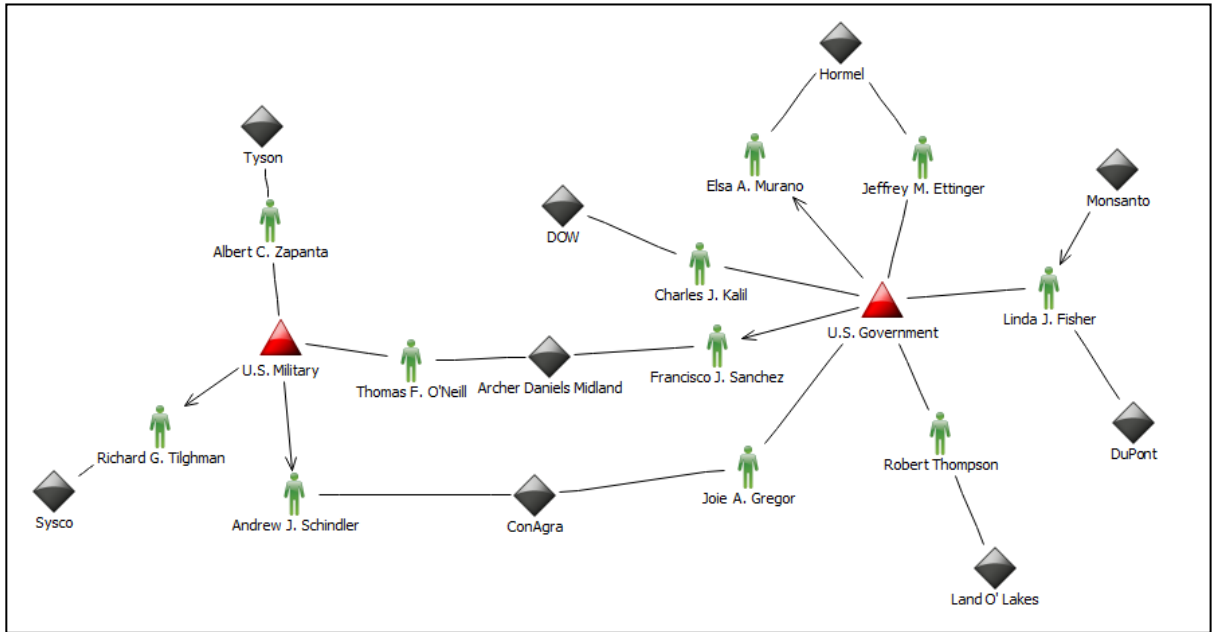 Hormel
Tyson
Elsa A. Murano
Jeffrey M. Ettinger
Monsanto
DOW
Albert C. Zapanta
Charles J. Kalil
Linda J. Fisher
U.S. Government
U.S. Military
Thomas F. O'Neill
Archer Daniels Midland
Francisco J. Sanchez
Richard G. Tilghman
Robert Thompson
DuPont
Joie A. Gregor
Sysco
Andrew J. Schindler
ConAgra
Land O' Lakes